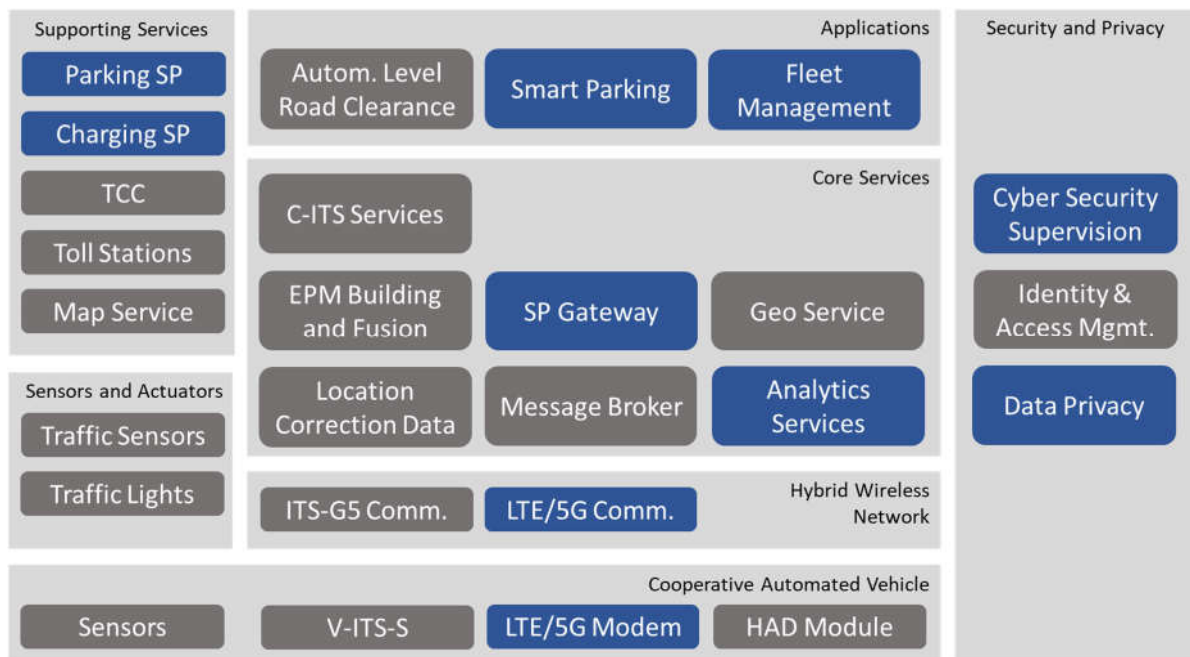 Supporting Services
Parking SP
Charging SP
TCC
Toll Stations
Map Service
Sensors and Actuators
Traffic Sensors
Traffic Lights
Applications
Autom. Level
Road Clearance
Smart Parking
Fleet
Management
Core Services
C-ITS Services
EPM Building
and Fusion
SP Gateway
Geo Service
Location
Correction Data
Message Broker
Analytics
Services
Hybrid Wireless
Network
ITS-G5 Comm.
LTE/5G Comm.
Cooperative Automated Vehicle
Sensors
V-ITS-S
LTE/5G Modem
HAD Module
Security and Privacy
Cyber Security
Supervision
Identity &
Access Mgmt.
Data Privacy